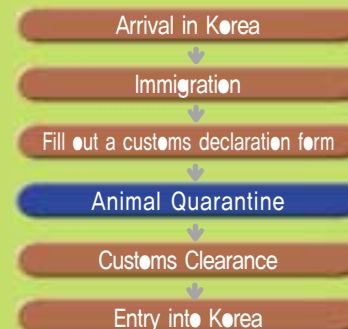 Arrival in Korea
Immigration
Fill out a customs declaration form
Animal Quarantine
Customs Clearance
Entry into Korea